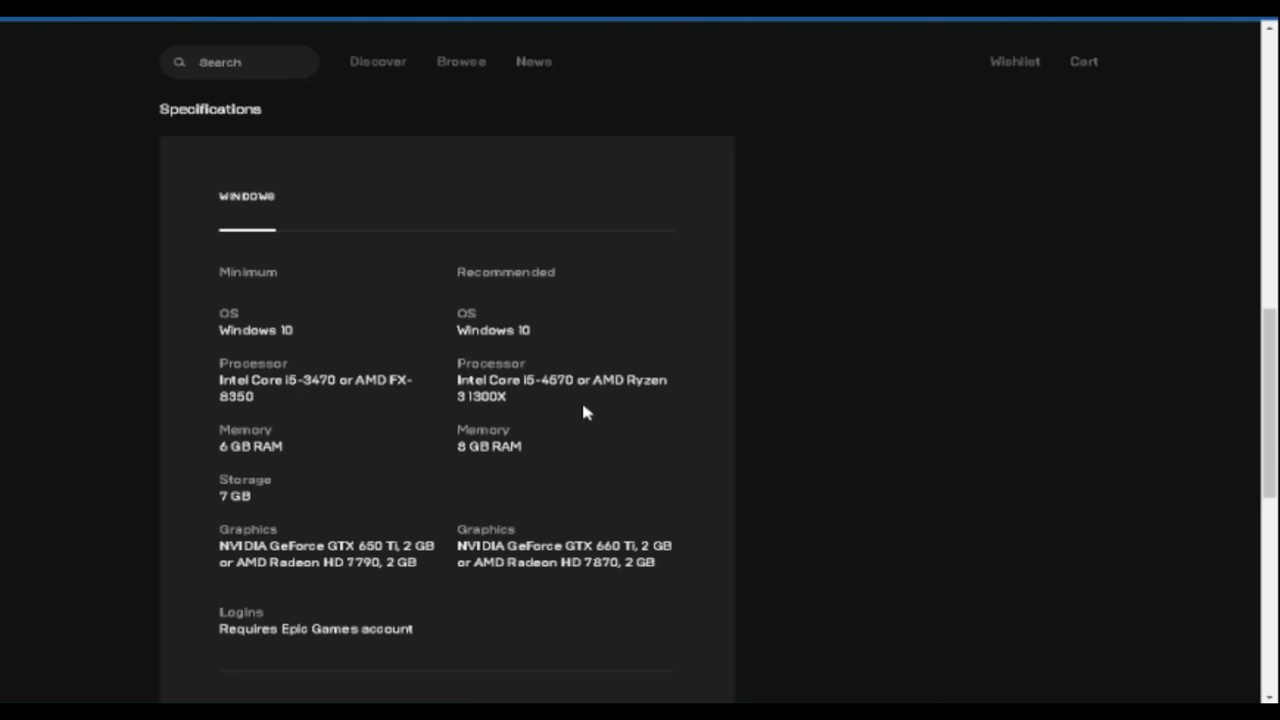 Search
Discover
Browse
News
Wishlist
Cart
Specifications
WINDOWS
Minimum
Recommended
OS
Windows 10
OS
Windows 10
Processor
Intel Core i5-3470 or AMD FX-
8350
Processor
Intel Core i5-4570 or AMD Ryzen
3 1300X
Memory
6 GB RAM
Memory
8 GB RAM
Storage
7 GB
Graphics
NVIDIA GeForce GTX 650 Ti, 2 GB
or AMD Radeon HD 7790, 2 GB
Graphics
NVIDIA GeForce GTX 660 Ti, 2 GB
or AMD Radeon HD 7870, 2 GB
Logins
Requires Epic Games account